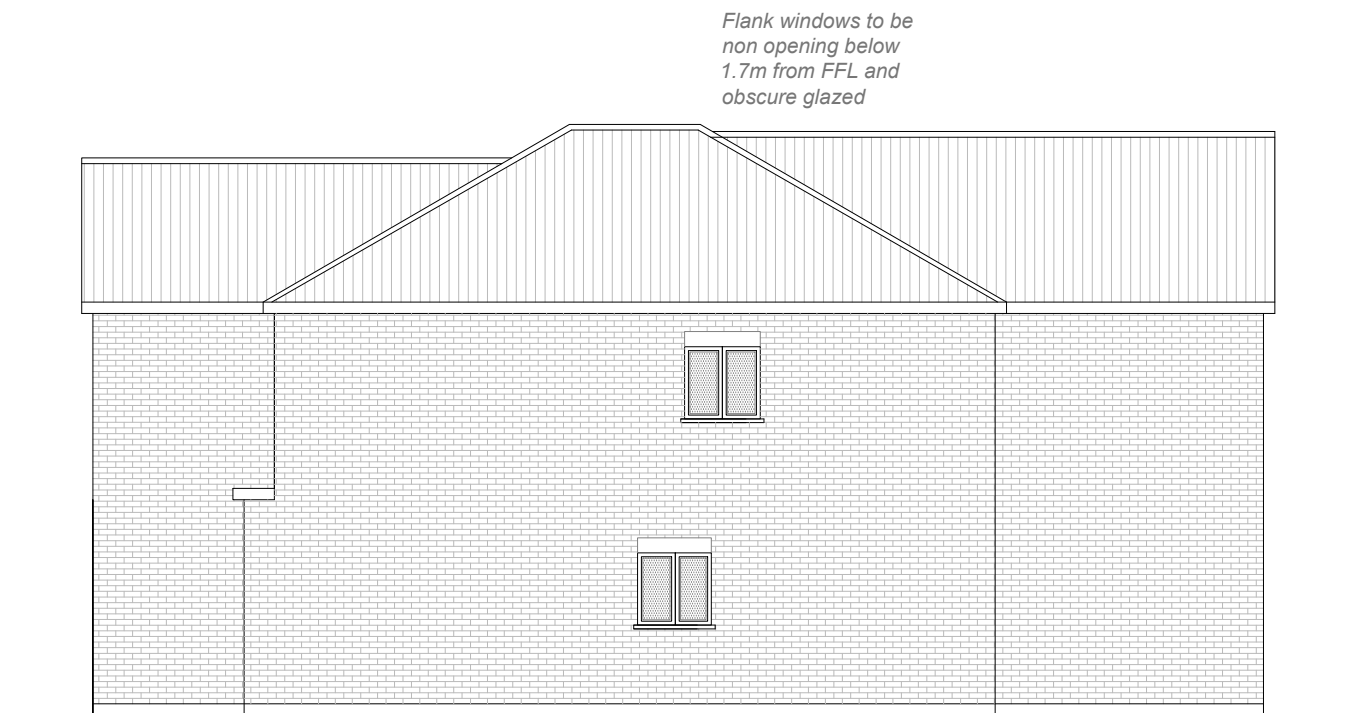 Flank windows to be
non opening below
1.7m from FFL and
obscure glazed